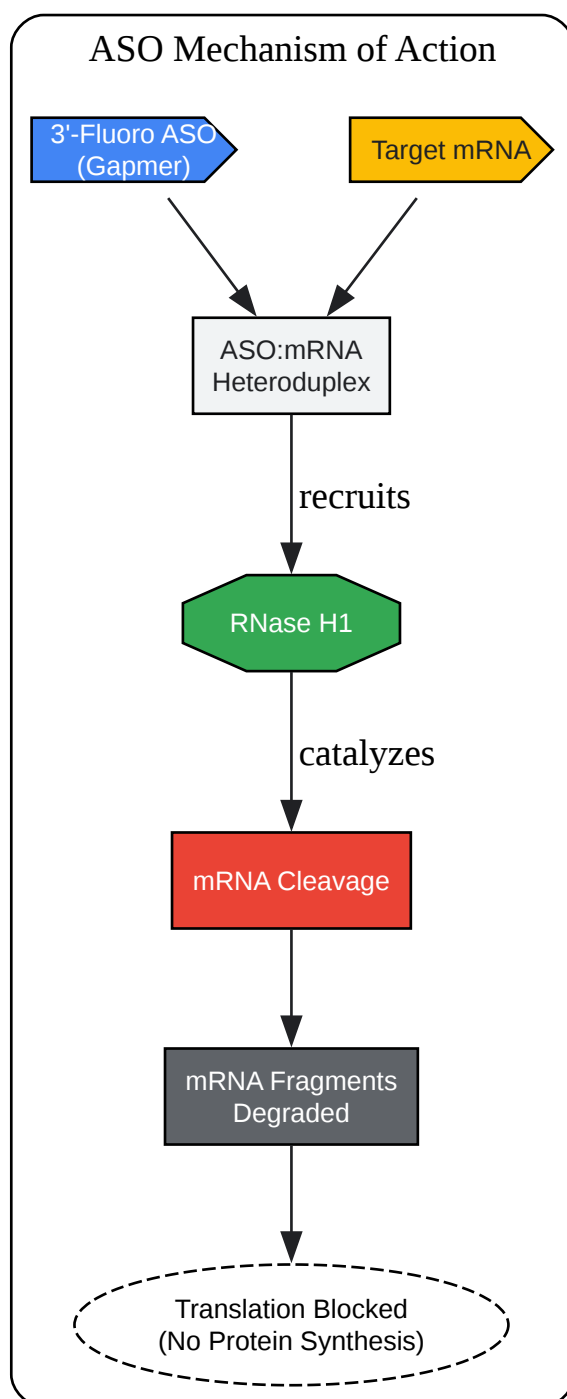 ASO Mechanism of Action
3'-Fluoro ASO
(Gapmer)
Target mRNA
ASO:mRNA
Heteroduplex
recruits
RNase H1
catalyzes
mRNA Cleavage
mRNA Fragments
Degraded
Translation Blocked
(No Protein Synthesis)